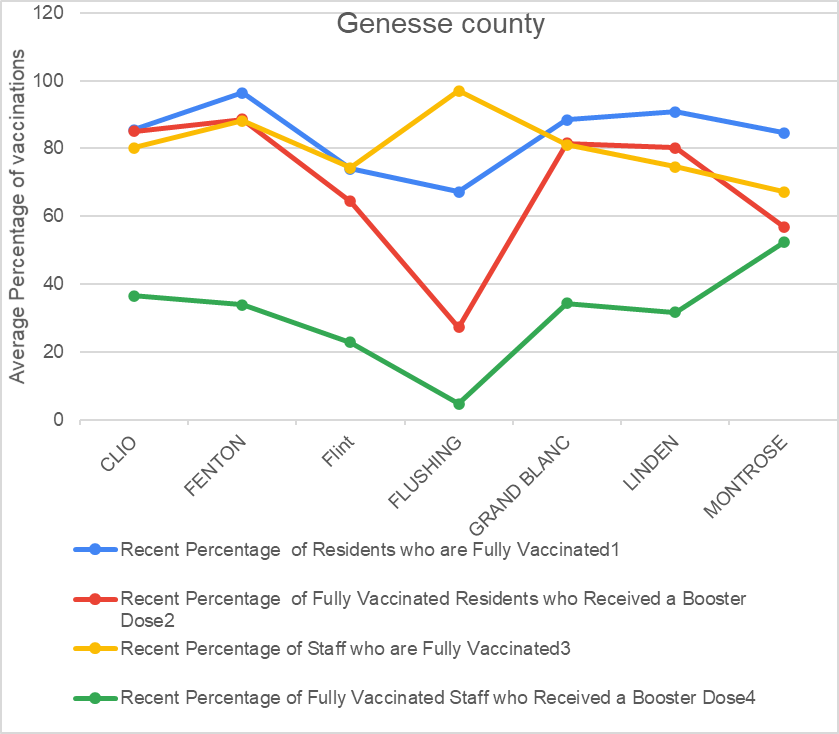 Genesse county
Average Percentage of vaccinations
120
100
80
60
40
20
0
CLIO
FENTON
Flint
FLUSHING
GRAND BLANC
LINDEN
MONTROSE
Recent Percentage  of Residents who are Fully Vaccinated1
Recent Percentage  of Fully Vaccinated Residents who Received a Booster
Dose2
Recent Percentage of Staff who are Fully Vaccinated3
Recent Percentage of Fully Vaccinated Staff who Received a Booster Dose4